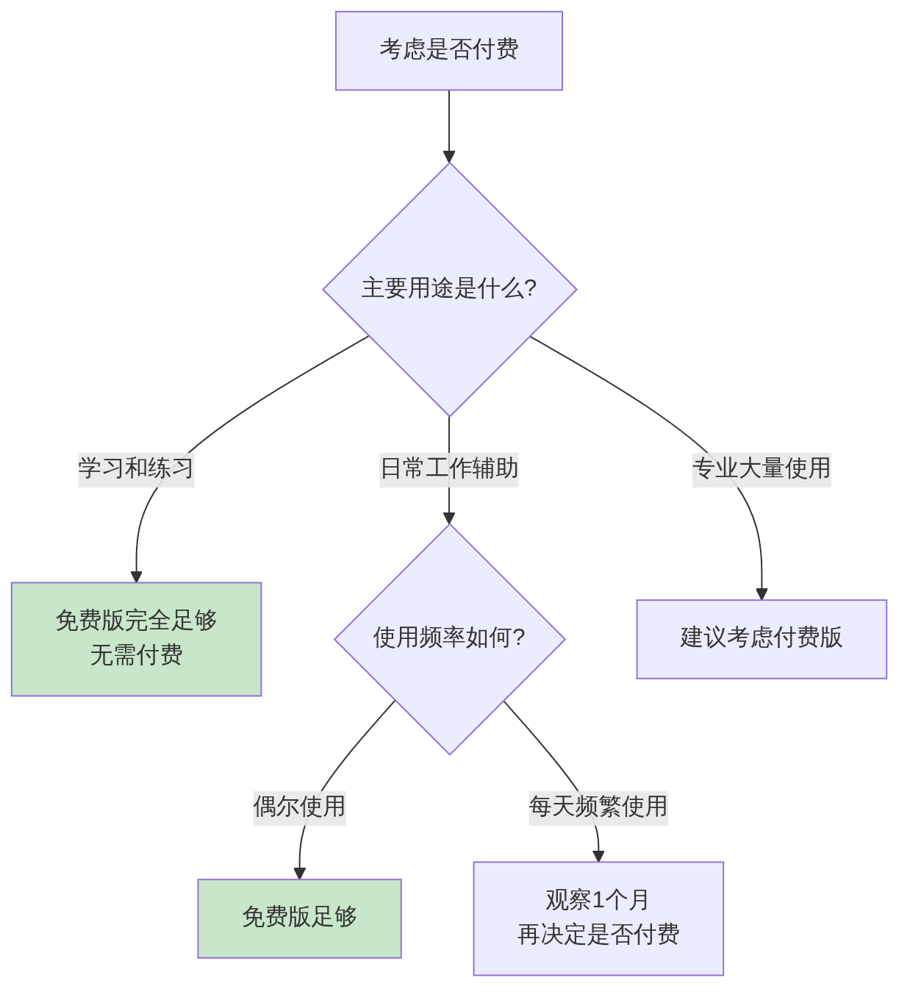 考虑是否付费
主要用途是什么?
学习和练习
日常工作辅助
专业大量使用
免费版完全足够
无需付费
使用频率如何?
建议考虑付费版
偶尔使用
每天频繁使用
免费版足够
观察1个月
再决定是否付费